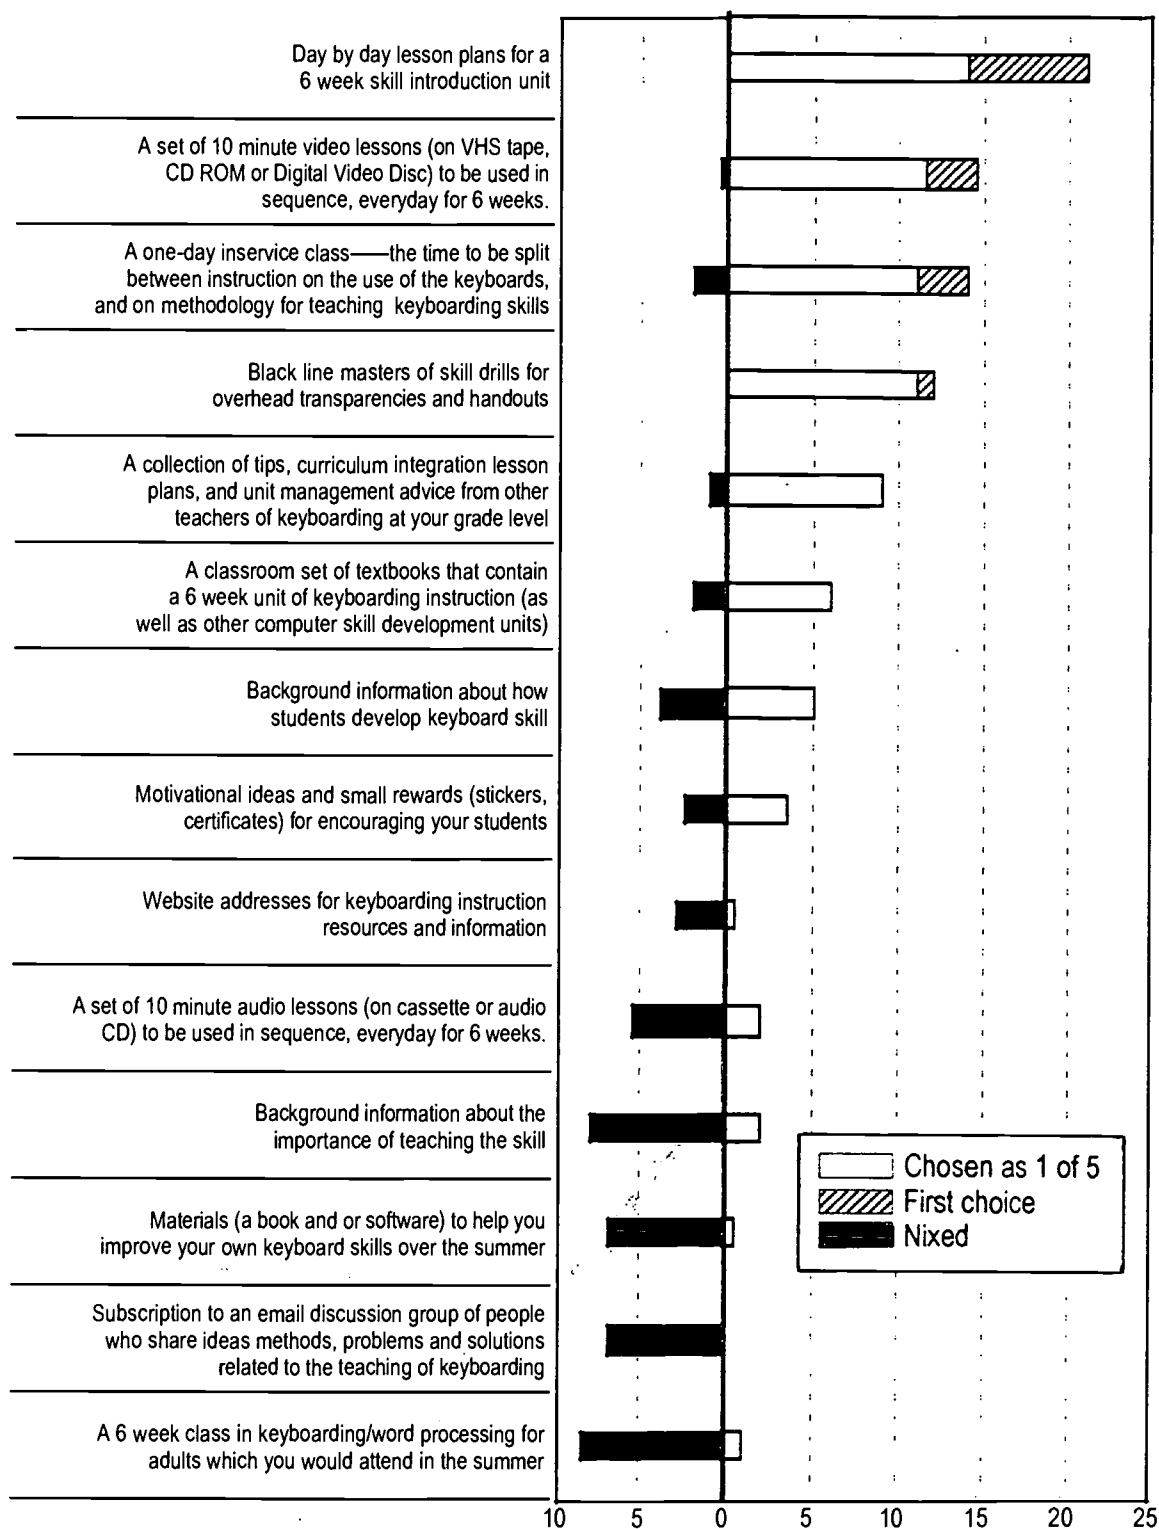 Day by day lesson plans for a
6 week skill introduction unit
A set of 10 minute video lessons (on VHS tape,
CD ROM or Digital Video Disc) to be used in
sequence, everyday for 6 weeks.
A one-day inservice class——the time to be split
between instruction on the use of the keyboards,
and on methodology for teaching keyboarding skills
Black line masters of skill drills for
overhead transparencies and handouts
A collection of tips, curriculum integration lesson
plans, and unit management advice from other
teachers of keyboarding at your grade level
A classroom set of textbooks that contain
a 6 week unit of keyboarding instruction (as
well as other computer skill development units)
Background information about how
students develop keyboard skill
Motivational ideas and small rewards (stickers,
certificates) for encouraging your students
Website addresses for keyboarding instruction
resources and information
A set of 10 minute audio lessons (on cassette or audio
CD) to be used in sequence, everyday for 6 weeks.
Background information about the
importance of teaching the skill
Materials (a book and or software) to help you
improve your own keyboard skills over the summer
Subscription to an email discussion group of people
who share ideas methods, problems and solutions
related to the teaching of keyboarding
A 6 week class in keyboarding/word processing for
adults which you would attend in the summer
Chosen as 1 of 5
First choice
Nixed
10 5 0 5 10 15 20 25